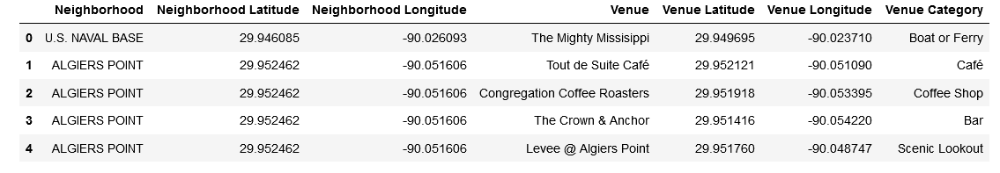 Neighborhood Neighborhood Latitude Neighborhood Longitude Venue Venue Latitude Venue Longitude Venue Category
0 U.S. NAVAL BASE 29.946085 -90.026093 The Mighty Missisippi 29.949695 -90.023710 Boat or Ferry
1 ALGIERS POINT 29.952462 -90.051606 Tout de Suite Café 29.952121 -90.051090 Café
2 ALGIERS POINT 29.952462 -90.051606 Congregation Coffee Roasters 29.951918 -90.053395 Coffee Shop
3 ALGIERS POINT 29.952462 -90.051606 The Crown & Anchor 29.951416 -90.054220 Bar
4 ALGIERS POINT 29.952462 -90.051606 Levee @ Algiers Point 29.951760 -90.048747 Scenic Lookout